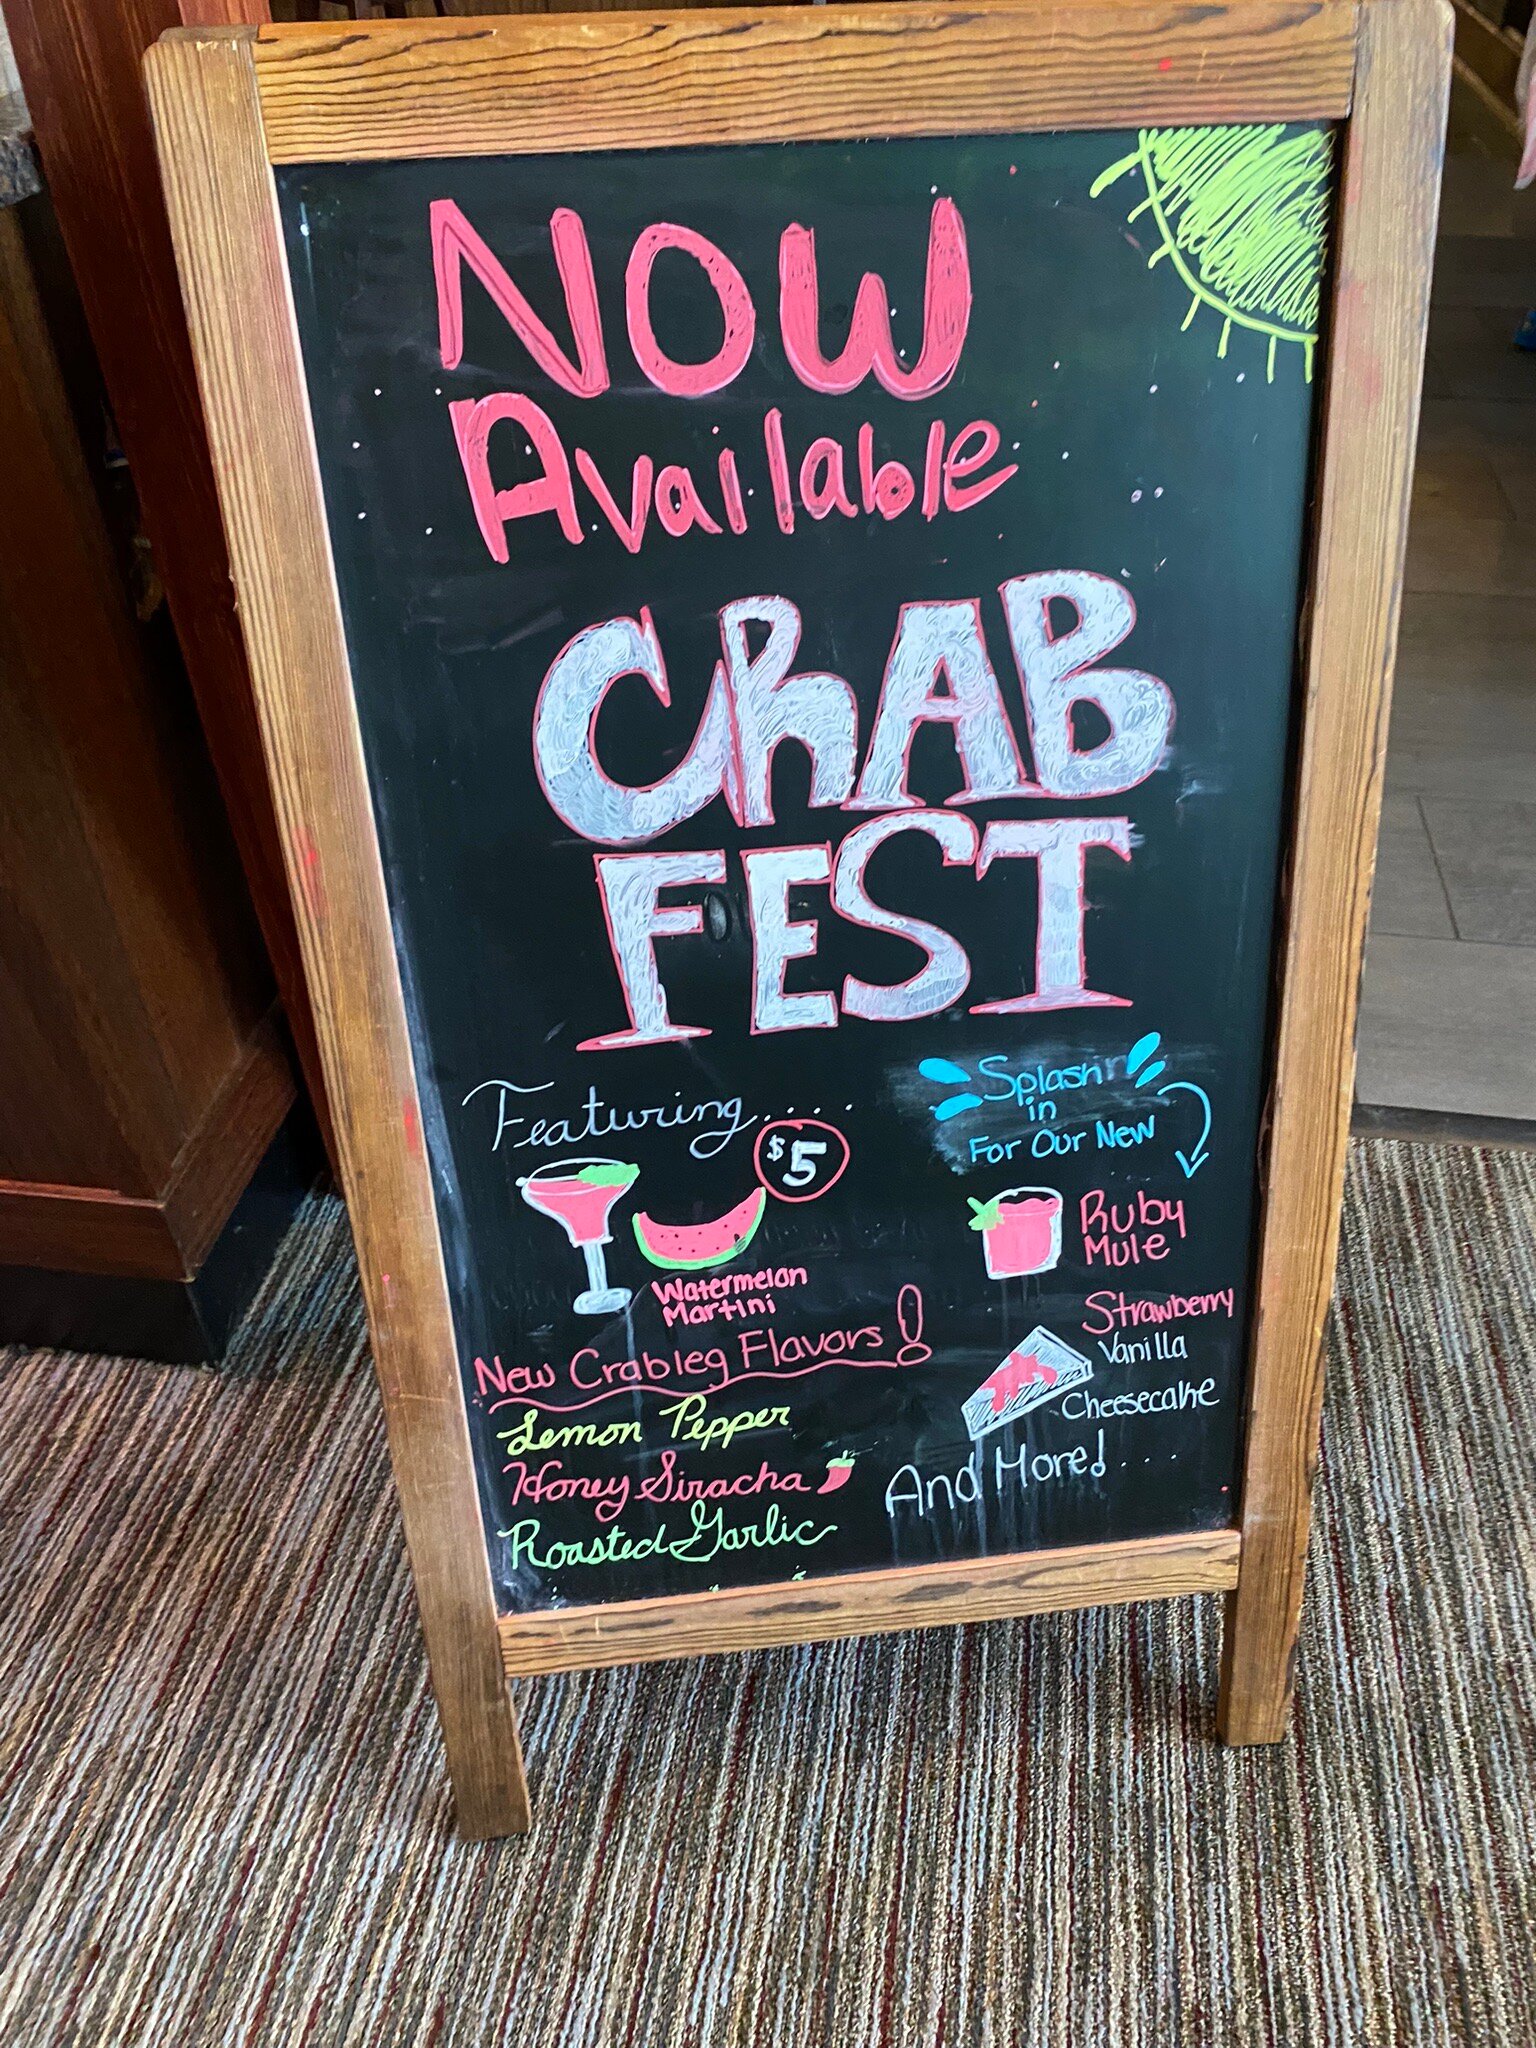 NOW
Available
CRAB
FEST
Featuring.....
$5
Watermelon
Martini
New Crableg Flavors!
Lemon Pepper
Honey Siracha
Roasted Garlic
Splash in
in
For Our New
Ruby
Mule
Strawberry
Vanilla
Cheesecake
And More!....